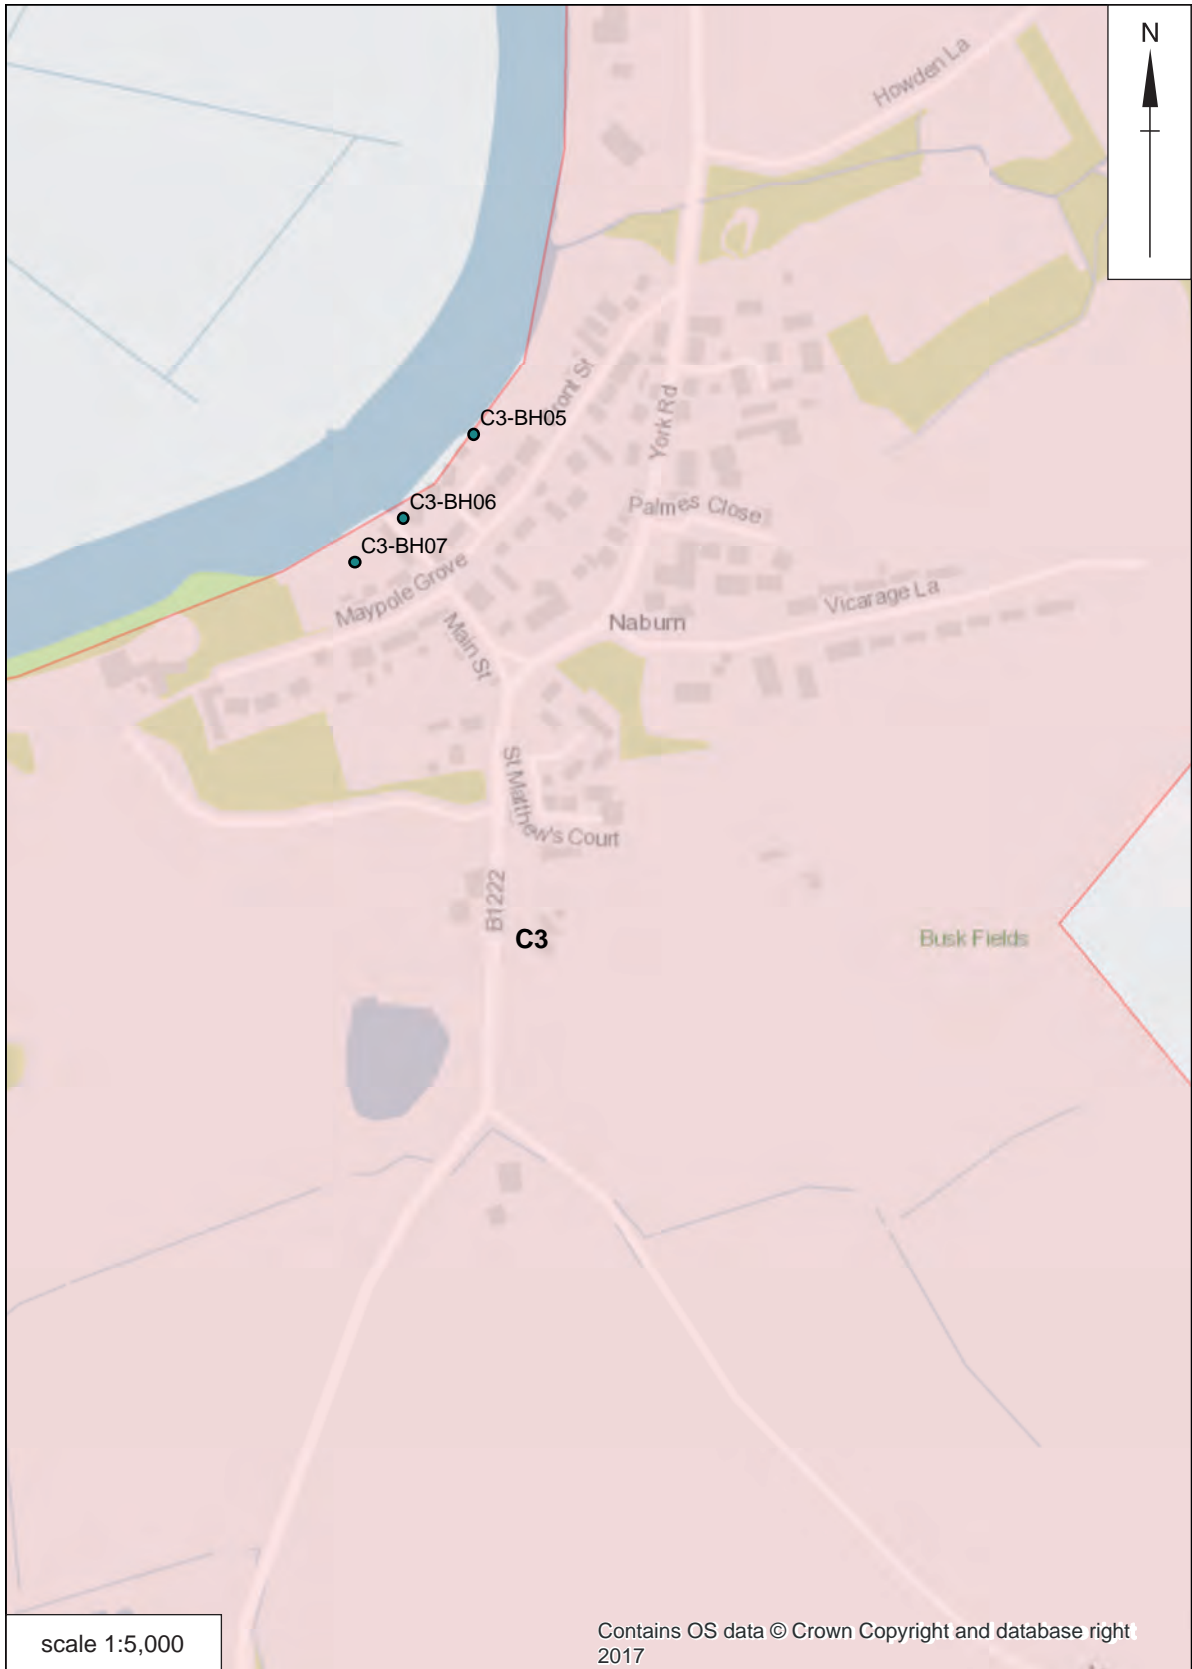 N
Howden La
ront St
C3-BH05
York Rd
C3-BH06
Palmes Close
C3-BH07
Maypole Grove
Vicarage La
Main St
Naburn
St Matthew's Court
B1222
C3
Busk Fields
scale 1:5,000
Contains OS data © Crown Copyright and database right
2017